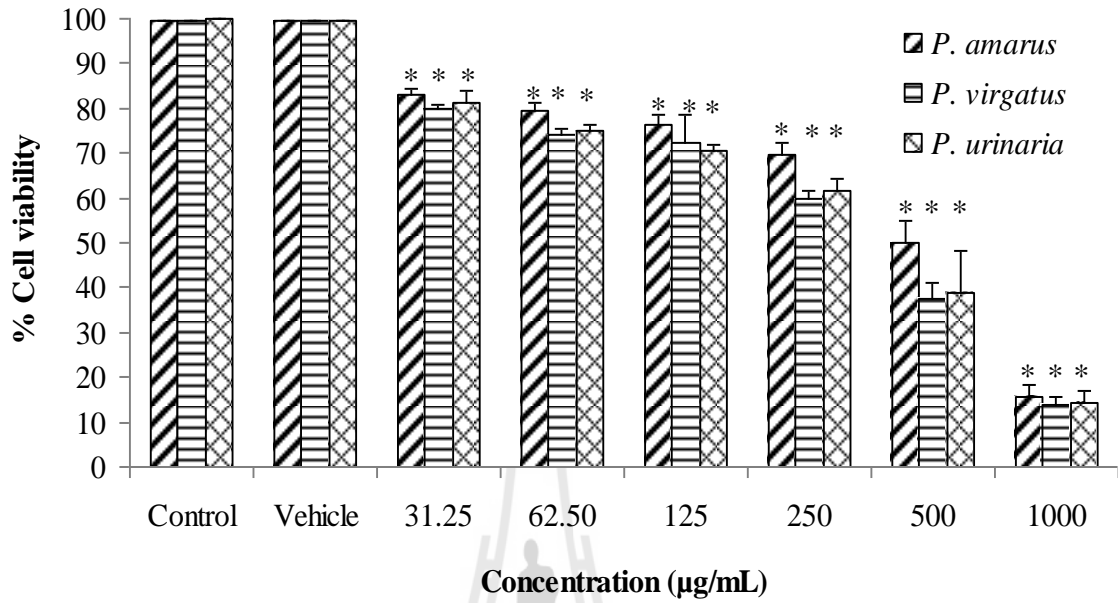 100
90
80
70
60
50
40
30
20
10
0
% Cell viability
P. amarus
P. virgatus
P. urinaria
* * *
* * *
* * *
* * *
* * *
* * *
Control Vehicle 31.25 62.50 125 250 500 1000
Concentration (µg/mL)